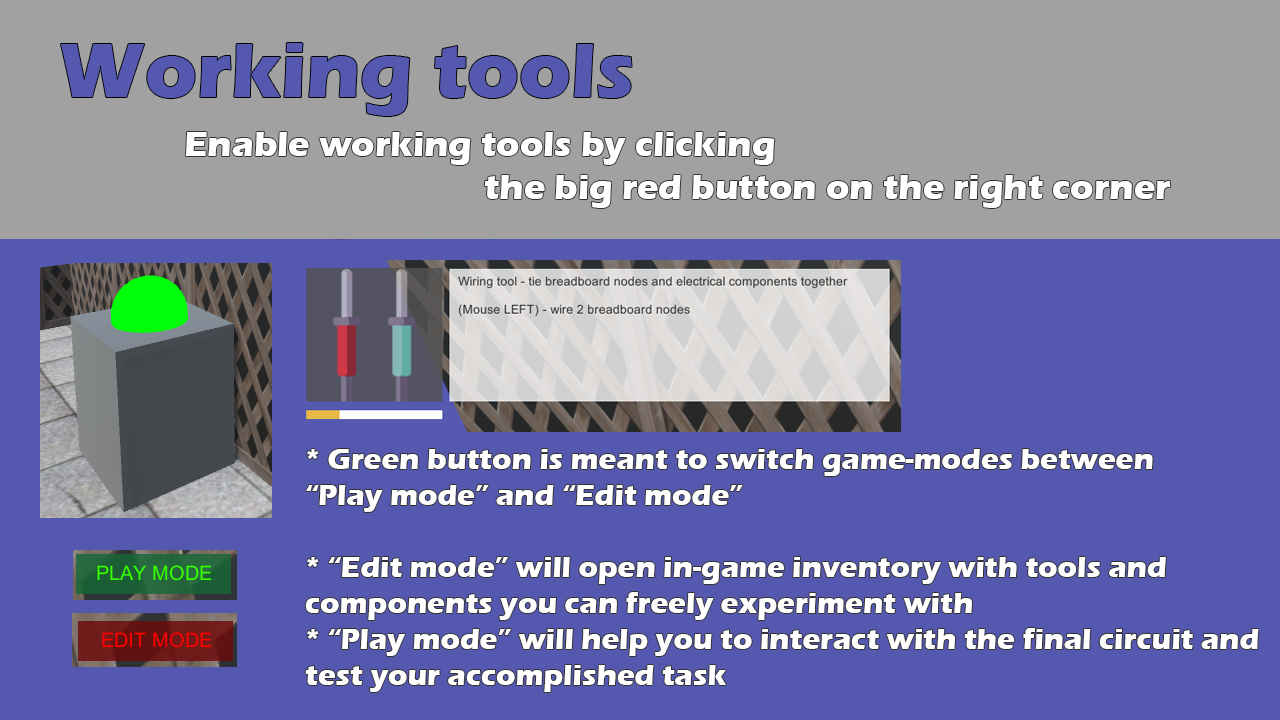 Working tools
Enable working tools by clicking
the big red button on the right corner
Wiring tool - tie breadboard nodes and electrical components together
(Mouse LEFT) - wire 2 breadboard nodes
* Green button is meant to switch game-modes between
“Play mode” and “Edit mode”
PLAY MODE
EDIT MODE
* “Edit mode” will open in-game inventory with tools and
components you can freely experiment with
* “Play mode” will help you to interact with the final circuit and
test your accomplished task